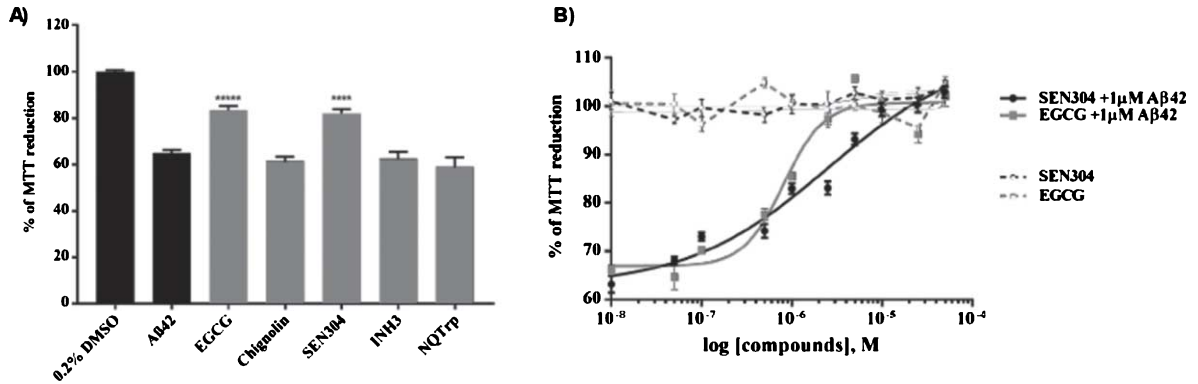 A)
120
100
80
60
40
20
0
% of MTT reduction
*****
****
0.2% DMSO
Aβ42
EGCG
Chignolin
SEN304
INH3
NQTrp
B)
110
100
90
80
70
60
% of MTT reduction
10-8
10-7
10-6
10-5
10-4
log [compounds], M
SEN304 +1μM Aβ42
EGCG +1μM Aβ42
SEN304
EGCG